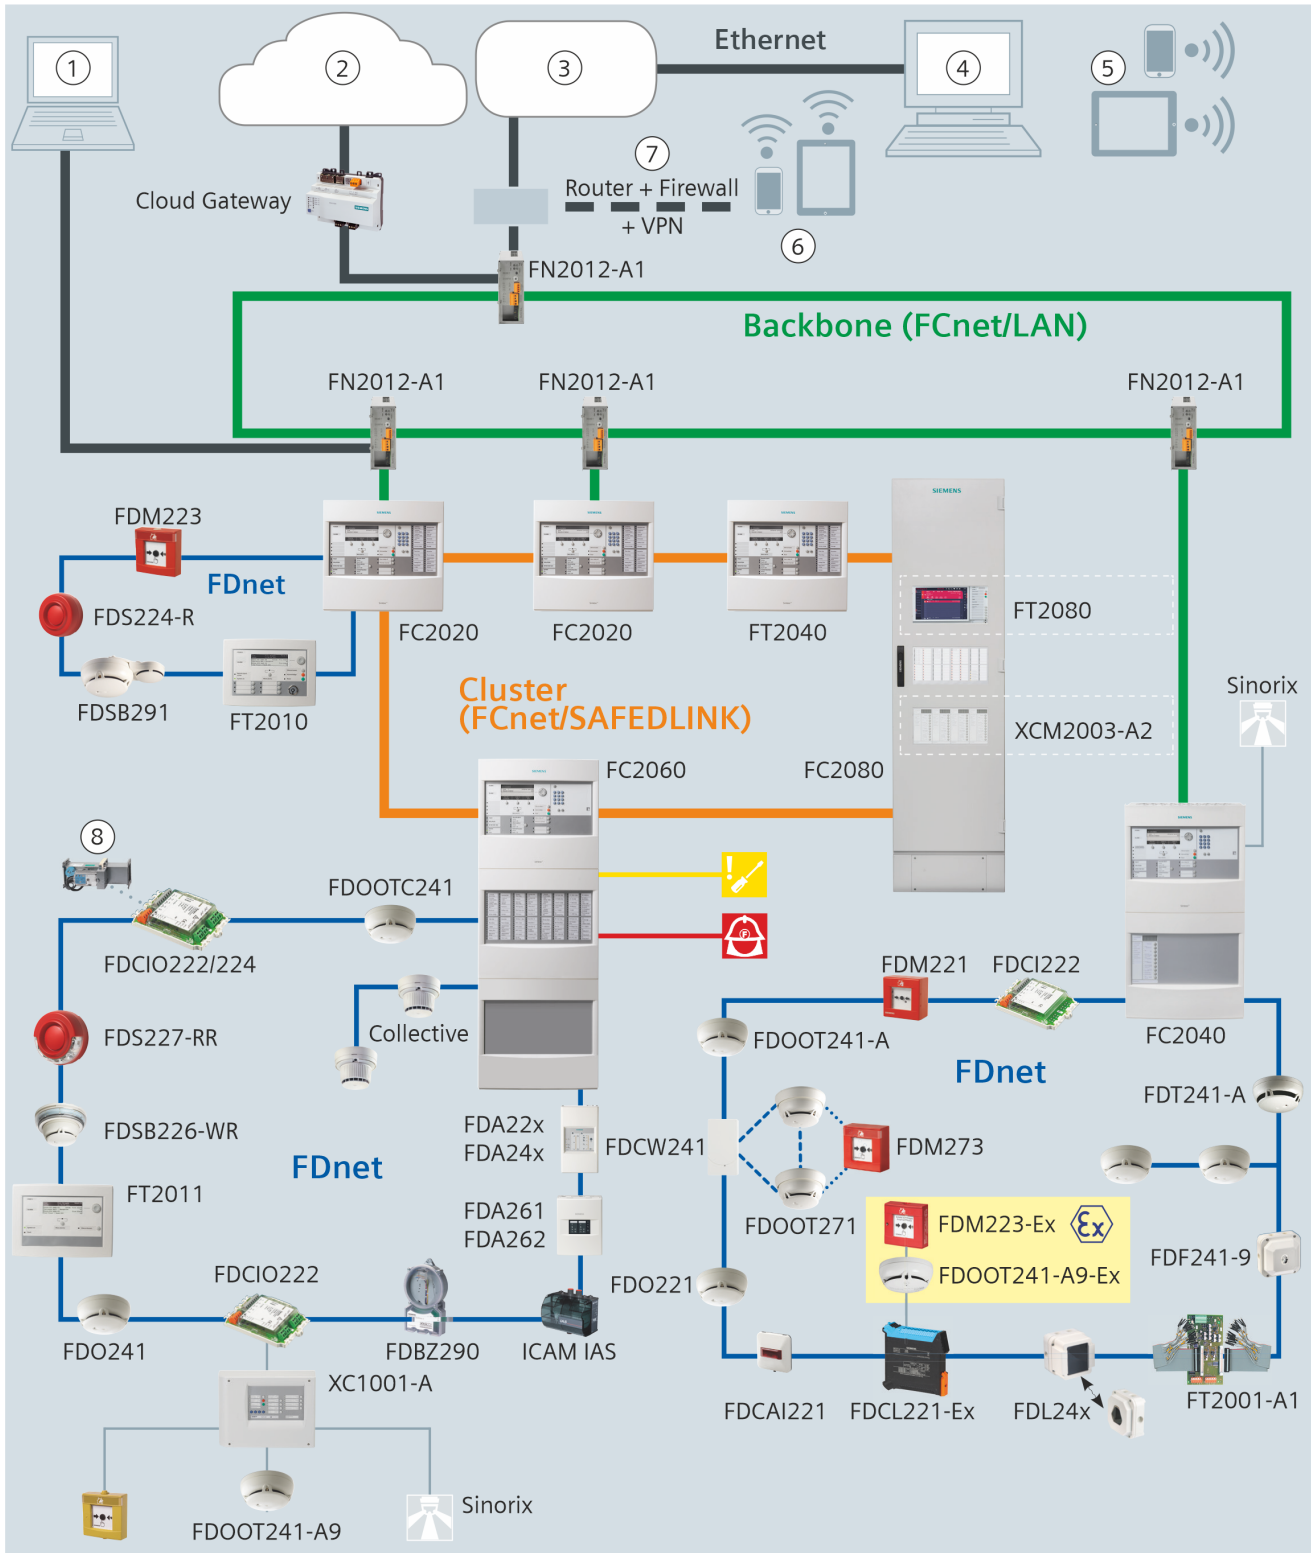 1
2
3
Ethernet
4
5
7
Cloud Gateway
Router + Firewall
+ VPN
6
FN2012-A1
Backbone (FCnet/LAN)
FN2012-A1
FN2012-A1
FN2012-A1
SIEMENS
FDM223
FDnet
FDS224-R
FC2020
FC2020
FT2040
FT2080
FDSB291
FT2010
Cluster
(FCnet/SAFEDLINK)
XCM2003-A2
Sinorix
FC2060
FC2080
8
FDOOTC241
FDCIO222/224
FDM221
FDCI222
FDS227-RR
Collective
FDOOT241-A
FC2040
FDnet
FDT241-A
FDSB226-WR
FDA22x
FDA24x
FDCW241
FDM273
FDnet
FT2011
FDA261
FDA262
FDOOT271
FDM223-Ex
Ex
FDF241-9
FDCIO222
FDO221
FDOOT241-A9-Ex
FDO241
FDBZ290
ICAM IAS
XC1001-A
FDCAI221
FDCL221-Ex
FDL24x
FT2001-A1
Sinorix
FDOOT241-A9